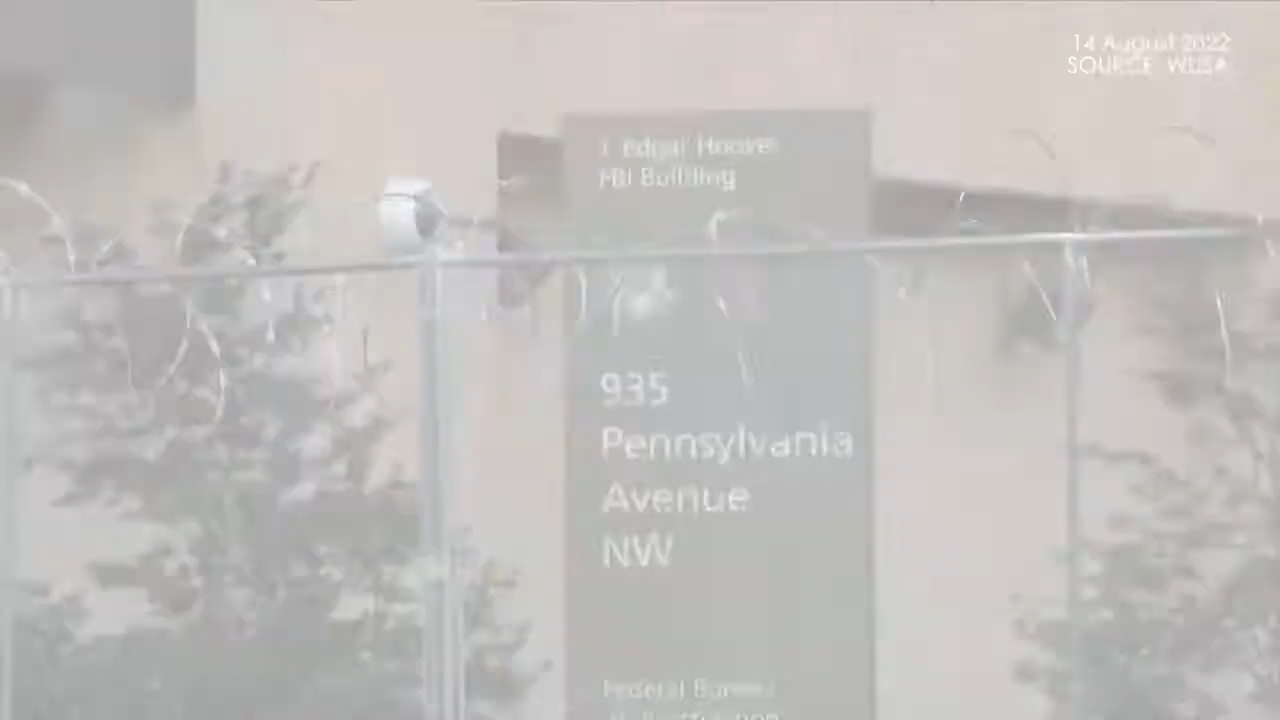 14 August 2022
SOURCE: WUSA
J. Edgar Hoover
FBI Building
935
Pennsylvania
Avenue
NW
Federal Bureau